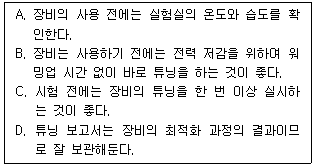 A. 장비의 사용 전에는 실험실의 온도와 습도를 확
인한다.
B. 장비는 사용하기 전에는 전력 저감을 위하여 워
밍업 시간 없이 바로 튜닝을 하는 것이 좋다.
C. 시험 전에는 장비의 튜닝을 한 번 이상 실시하
는 것이 좋다.
D. 튜닝 보고서는 장비의 최적화 과정의 결과이므
로 잘 보관해둔다.